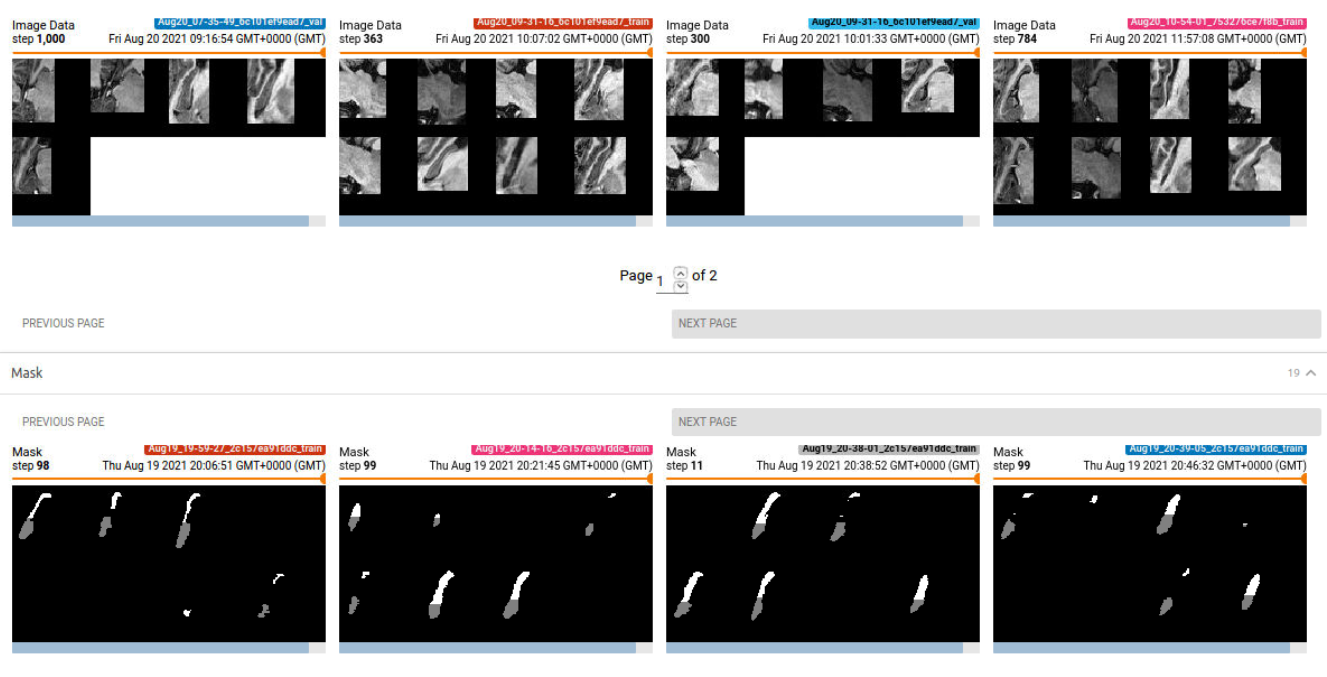 Image Data Aug20_07-35-49_6c101ef9ead7_val
step 1,000 Fri Aug 20 2021 09:16:54 GMT+0000 (GMT)
Image Data Aug20_09-31-16_6c101ef9ead7_train
step 363 Fri Aug 20 2021 10:07:02 GMT+0000 (GMT)
Image Data Aug20_09-31-16_6c101ef9ead7_val
step 300 Fri Aug 20 2021 10:01:33 GMT+0000 (GMT)
Image Data Aug20_10-54-01_753276ce7f8b_train
step 784 Fri Aug 20 2021 11:57:08 GMT+0000 (GMT)
Page 1 of 2
PREVIOUS PAGE NEXT PAGE
Mask 19
PREVIOUS PAGE NEXT PAGE
Mask Aug19_19-59-27_2c157ea91ddc_train
step 98 Thu Aug 19 2021 20:06:51 GMT+0000 (GMT)
Mask Aug19_20-14-16_2c157ea91ddc_train
step 99 Thu Aug 19 2021 20:21:45 GMT+0000 (GMT)
Mask Aug19_20-38-01_2c157ea91ddc_train
step 11 Thu Aug 19 2021 20:38:52 GMT+0000 (GMT)
Mask Aug19_20-39-05_2c157ea91ddc_train
step 99 Thu Aug 19 2021 20:46:32 GMT+0000 (GMT)